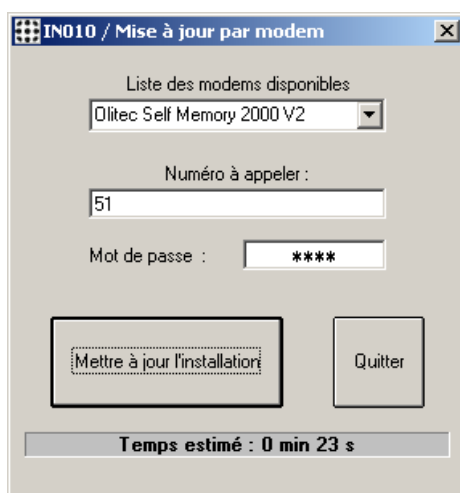 IN010 / Mise à jour par modem
Liste des modems disponibles
Olitec Self Memory 2000 V2
Numéro à appeler :
51
Mot de passe : ****
Mettre à jour l'installation Quitter
Temps estimé : 0 min 23 s